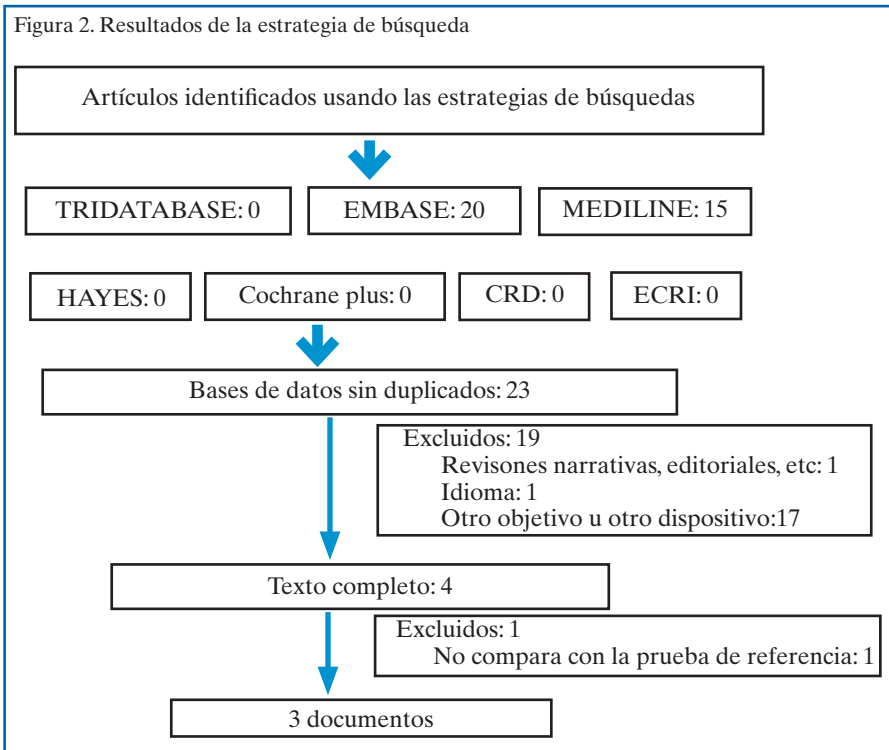 Figura 2. Resultados de la estrategia de búsqueda
Artículos identificados usando las estrategias de búsquedas
TRIDATABASE: 0
EMBASE: 20
MEDILINE: 15
HAYES: 0
Cochrane plus: 0
CRD: 0
ECRI: 0
Bases de datos sin duplicados: 23
Excluidos: 19
Revisones narrativas, editoriales, etc: 1
Idioma: 1
Otro objetivo u otro dispositivo:17
Texto completo: 4
Excluidos: 1
No compara con la prueba de referencia: 1
3 documentos